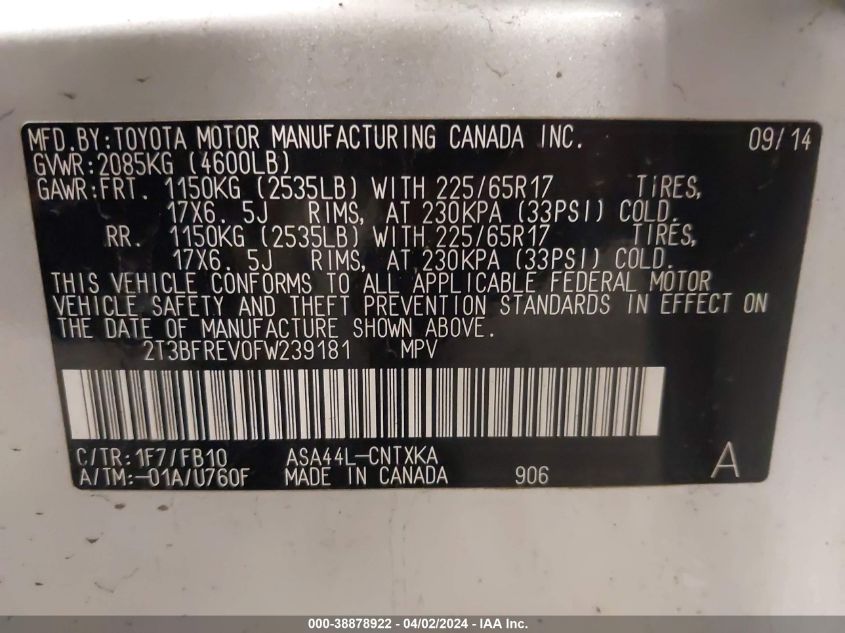 MFD.BY:TOYOTA MOTOR MANUFACTURING CANADA INC. 09/14
GVWR:2085KG (4600LB)
GAWR:FRT. 1150KG (2535LB) WITH 225/65R17 TIRES,
17X6. 5J RIMS, AT 230KPA (33PSI) COLD.
RR. 1150KG (2535LB) WITH 225/65R17 TIRES,
17X6. 5J RIMS, AT 230KPA (33PSI) COLD.
THIS VEHICLE CONFORMS TO ALL APPLICABLE FEDERAL MOTOR
VEHICLE SAFETY AND THEFT PREVENTION STANDARDS IN EFFECT ON
THE DATE OF MANUFACTURE SHOWN ABOVE.
2T3BFREV0FW239181 MPV
C/TR:1F7/FB10 ASA44L-CNTXKA
A/TM:-01A/U760F MADE IN CANADA 906 A
000-38878922 - 04/02/2024 - IAA Inc.